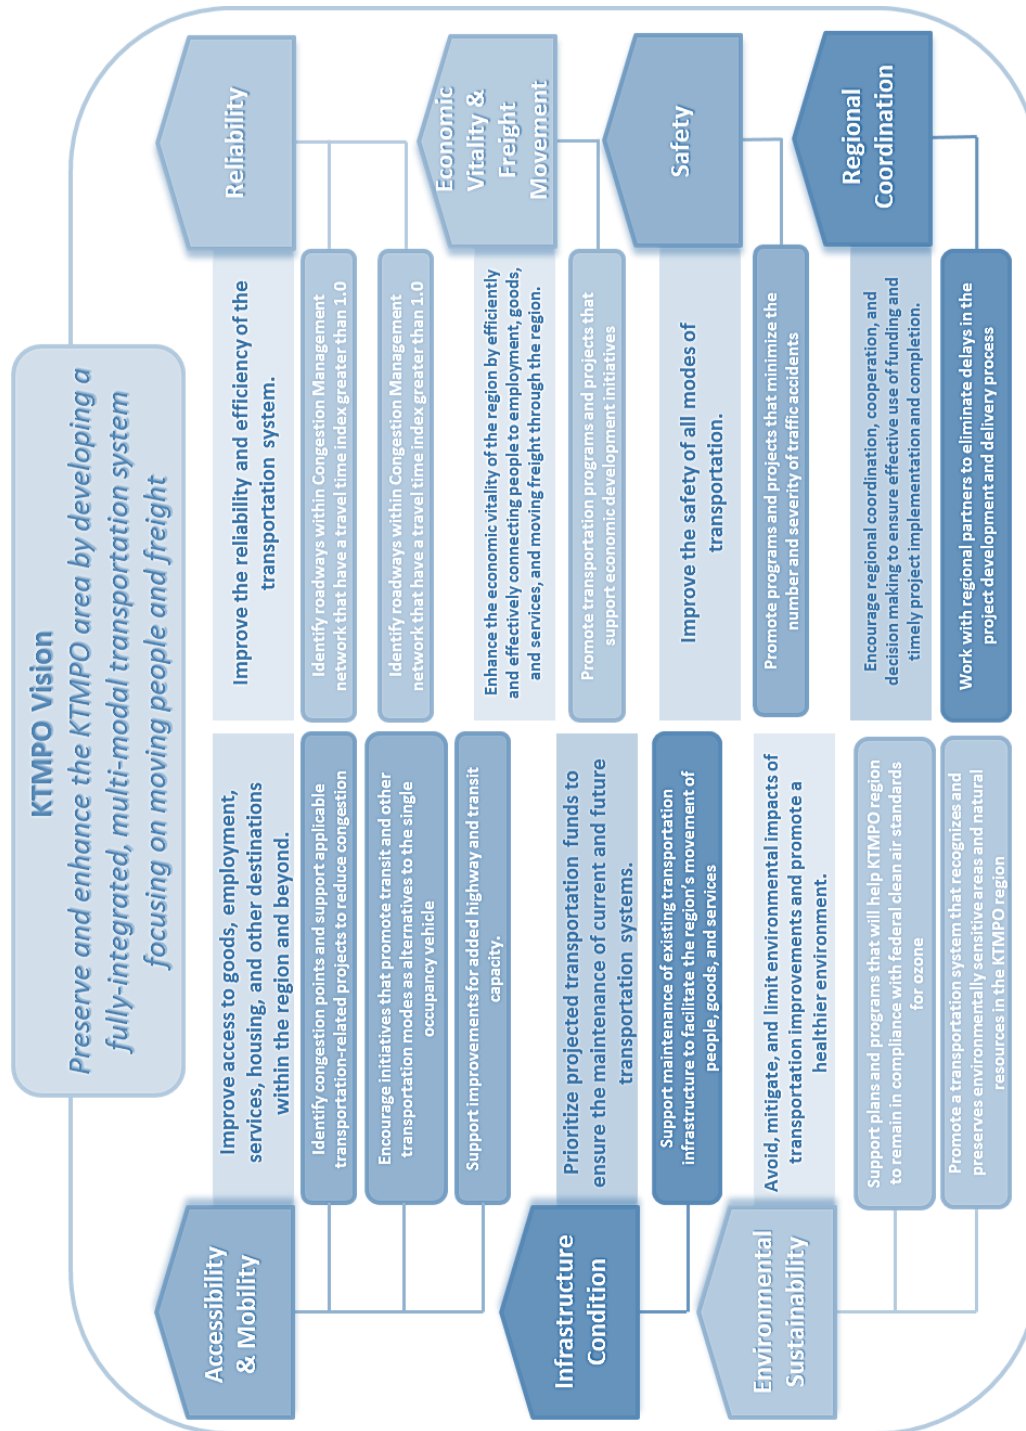 KTMPO Vision
Preserve and enhance the KTMPO area by developing a
fully-integrated, multi-modal transportation system
focusing on moving people and freight
Accessibility
& Mobility
Improve access to goods, employment,
services, housing, and other destinations
within the region and beyond.
Identify congestion points and support applicable
transportation-related projects to reduce congestion
Encourage initiatives that promote transit and other
transportation modes as alternatives to the single
occupancy vehicle
Support improvements for added highway and transit
capacity.
Infrastructure
Condition
Prioritize projected transportation funds to
ensure the maintenance of current and future
transportation systems.
Support maintenance of existing transportation
infrastructure to facilitate the region's movement of
people, goods, and services
Environmental
Sustainability
Avoid, mitigate, and limit environmental impacts of
transportation improvements and promote a
healthier environment.
Support plans and programs that will help KTMPO region
to remain in compliance with federal clean air standards
for ozone
Promote a transportation system that recognizes and
preserves environmentally sensitive areas and natural
resources in the KTMPO region
Reliability
Improve the reliability and efficiency of the
transportation system.
Identify roadways within Congestion Management
network that have a travel time index greater than 1.0
Identify roadways within Congestion Management
network that have a travel time index greater than 1.0
Economic
Vitality &
Freight
Movement
Enhance the economic vitality of the region by efficiently
and effectively connecting people to employment, goods,
and services, and moving freight through the region.
Promote transportation programs and projects that
support economic development initiatives
Safety
Improve the safety of all modes of
transportation.
Promote programs and projects that minimize the
number and severity of traffic accidents
Regional
Coordination
Encourage regional coordination, cooperation, and
decision making to ensure effective use of funding and
timely project implementation and completion.
Work with regional partners to eliminate delays in the
project development and delivery process